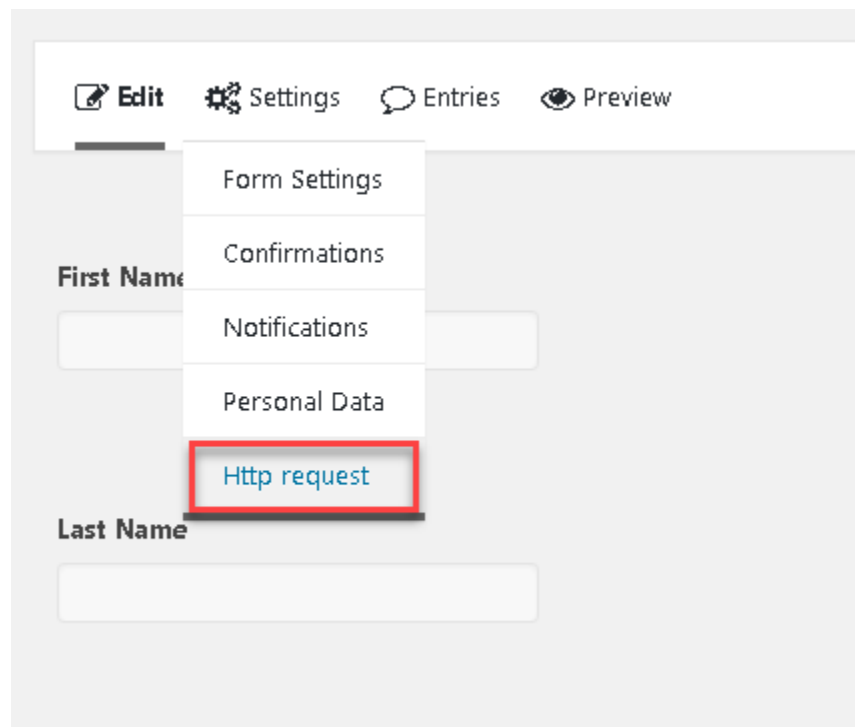 Edit Settings Entries Preview
Form Settings
Confirmations
First Name
Notifications
Personal Data
Http request
Last Name